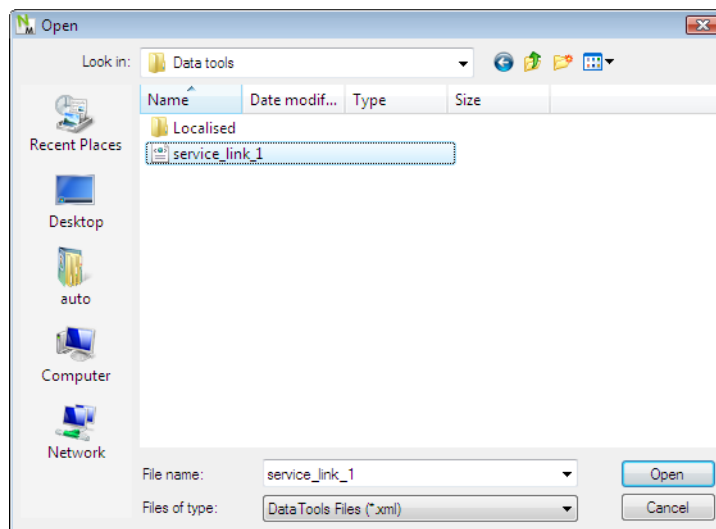 Open
Look in: Data tools
Name Date modif... Type Size
Localised
service_link_1
Recent Places
Desktop
auto
Computer
Network
File name: service_link_1 Open
Files of type: DataTools Files (*.xml) Cancel